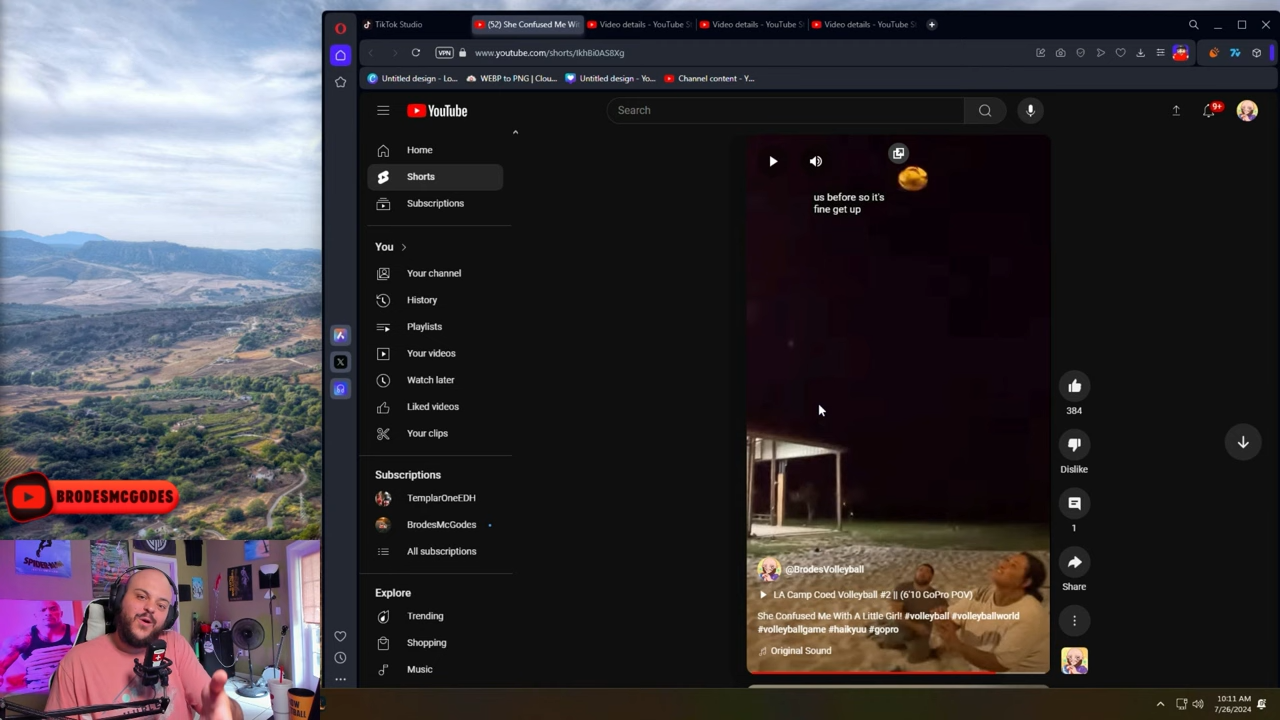 TikTok Studio
(52) She Confused Me Wit
Video details - YouTube S
Video details - YouTube S
Video details - YouTube S
VPN
www.youtube.com/shorts/IkhBi0AS8Xg
Untitled design - Lo...
WEBP to PNG | Clou...
Untitled design - Yo...
Channel content - Y...
YouTube
Search
9+
Home
Shorts
Subscriptions
You
Your channel
History
Playlists
Your videos
Watch later
Liked videos
Your clips
Subscriptions
TemplarOneEDH
BrodesMcGodes
All subscriptions
Explore
Trending
Shopping
Music
us before so it's
fine get up
@BrodesVolleyball
LA Camp Coed Volleyball #2 || (6'10 GoPro POV)
She Confused Me With A Little Girl! #volleyball #volleyballworld
#volleyballgame #haikyuu #gopro
Original Sound
384
Dislike
1
Share
BRODESMCGODES
10:11 AM
7/26/2024